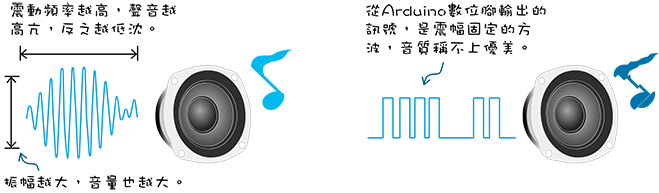 震動頻率越高，聲音越
高亢，反之越低沈。
振幅越大，音量也越大。
從Arduino數位腳輸出的
訊號，是震幅固定的方
波，音質稱不上優美。